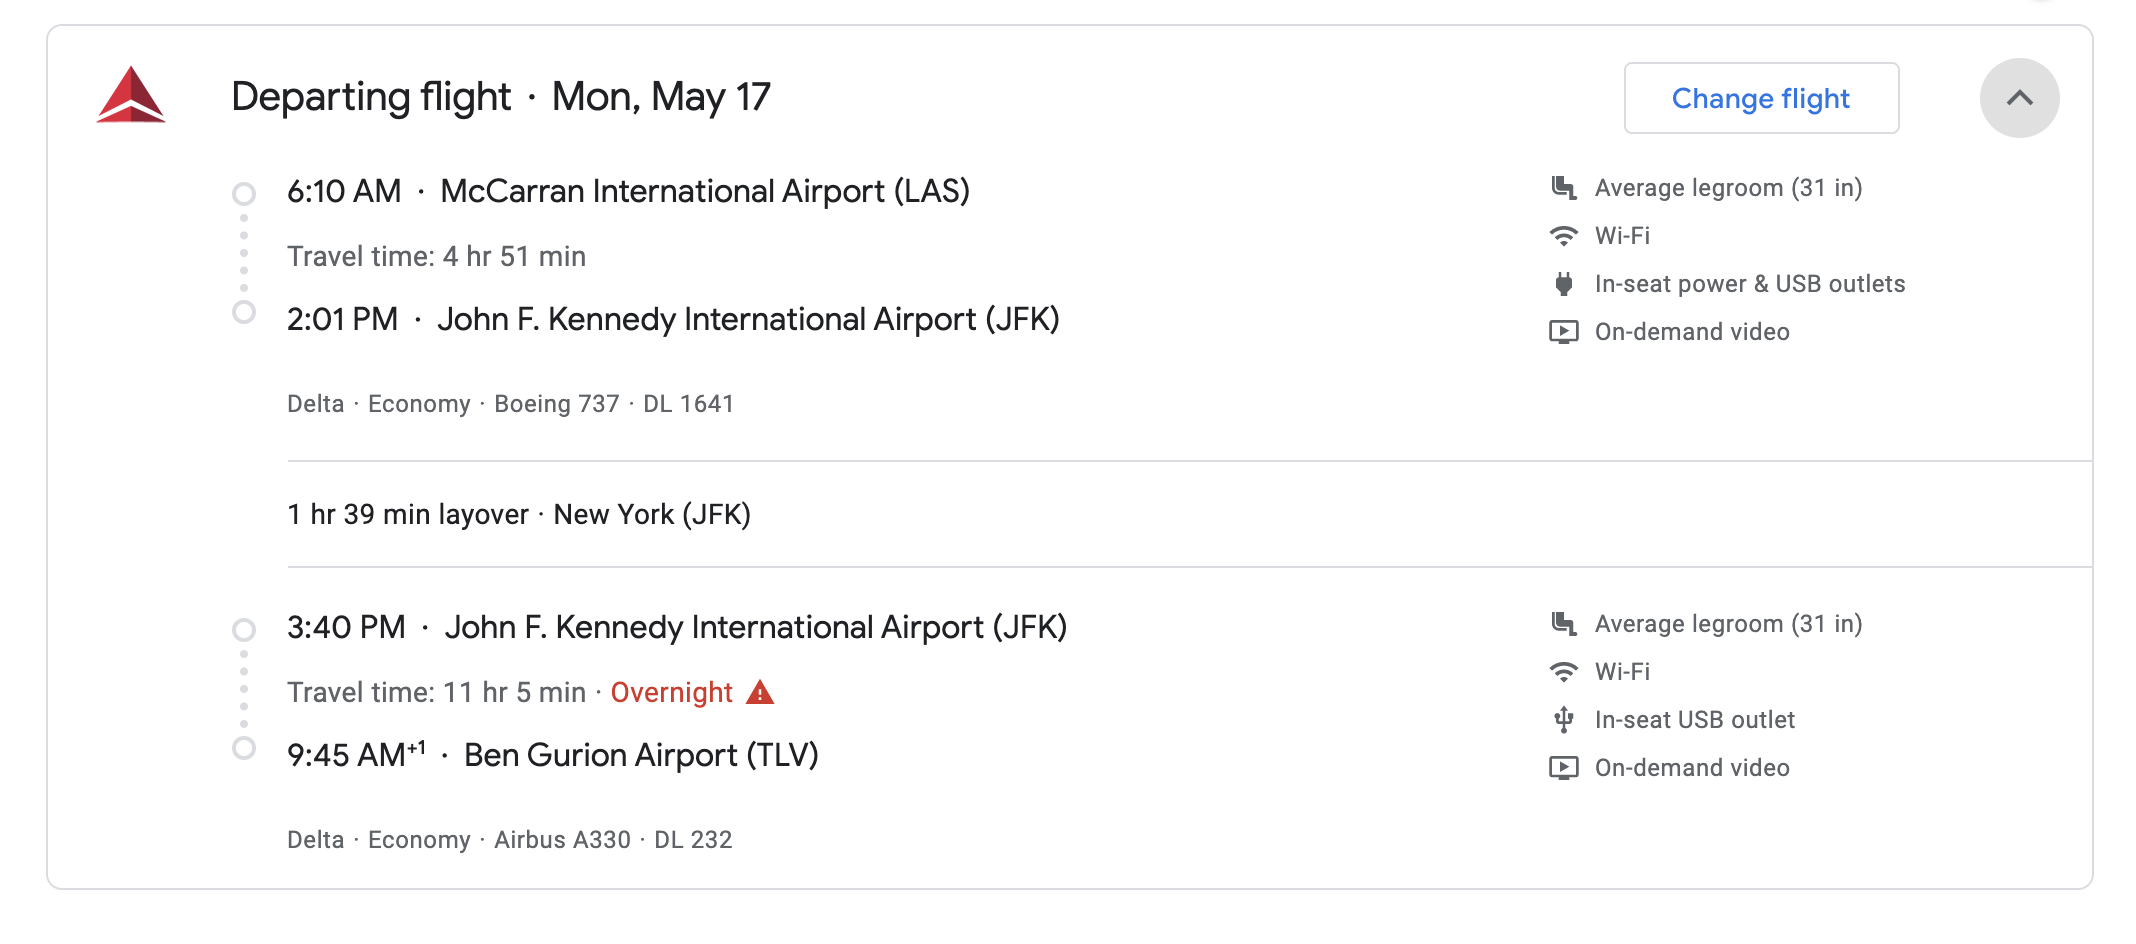 Departing flight · Mon, May 17
Change flight
6:10 AM · McCarran International Airport (LAS)
Travel time: 4 hr 51 min
2:01 PM · John F. Kennedy International Airport (JFK)
Delta · Economy · Boeing 737 · DL 1641
Average legroom (31 in)
Wi-Fi
In-seat power & USB outlets
On-demand video
1 hr 39 min layover · New York (JFK)
3:40 PM · John F. Kennedy International Airport (JFK)
Travel time: 11 hr 5 min · Overnight
9:45 AM+1 · Ben Gurion Airport (TLV)
Delta · Economy · Airbus A330 · DL 232
Average legroom (31 in)
Wi-Fi
In-seat USB outlet
On-demand video